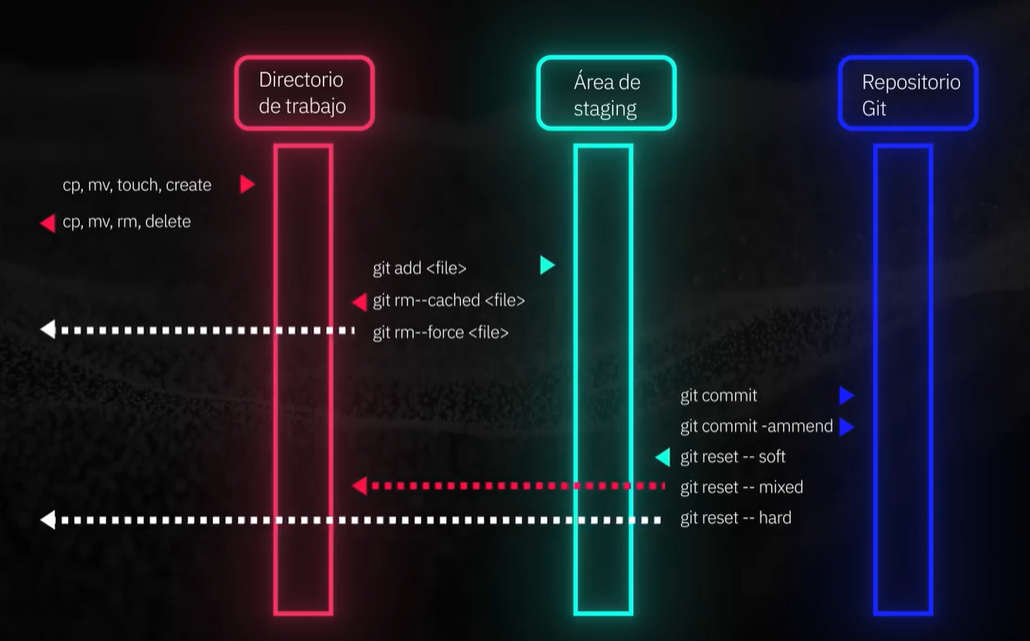 Directorio
de trabajo
Área de
staging
Repositorio
Git
cp, mv, touch, create
cp, mv, rm, delete
git add <file>
git rm--cached <file>
git rm--force <file>
git commit
git commit -ammend
git reset -- soft
git reset -- mixed
git reset -- hard